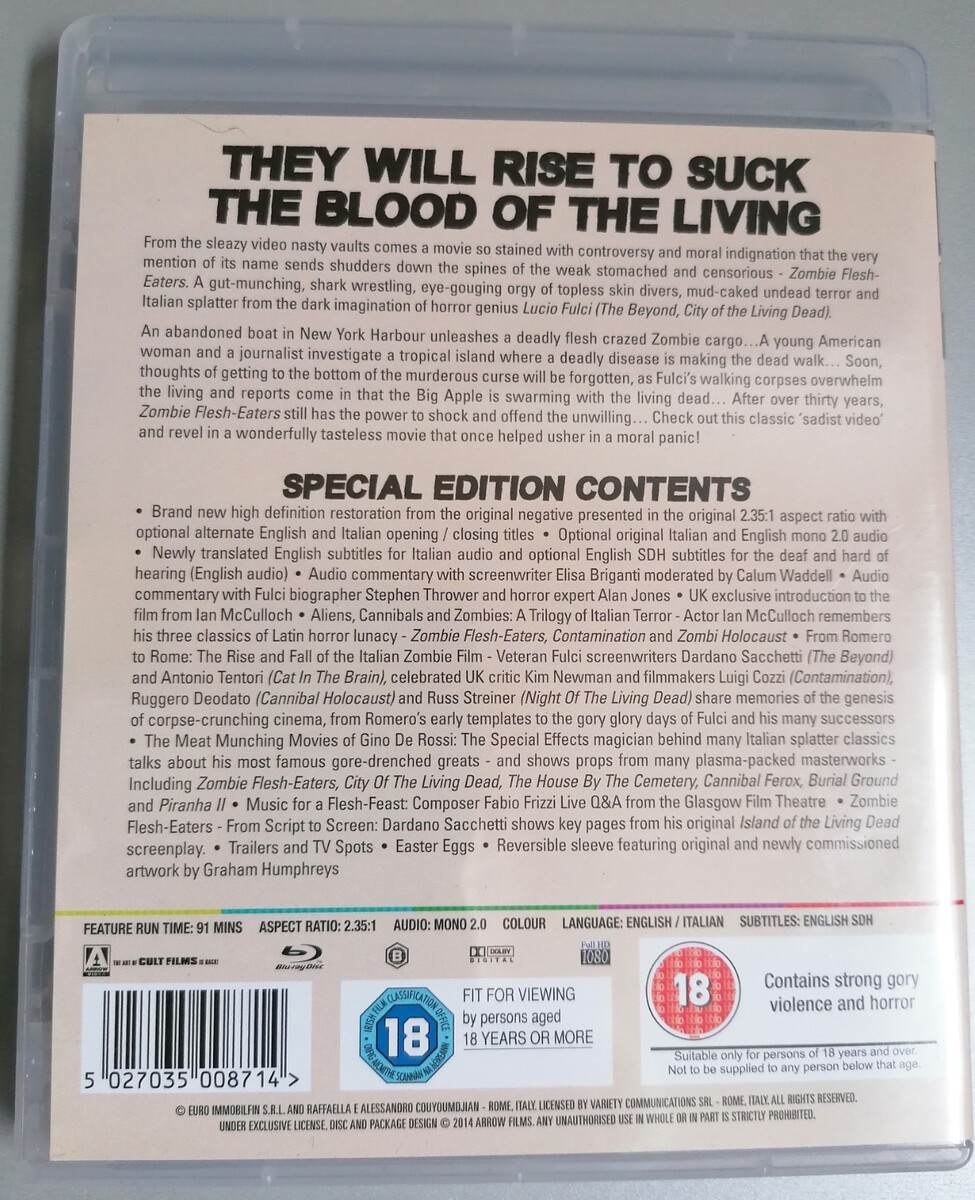 THEY WILL RISE TO SUCK
THE BLOOD OF THE LIVING
From the sleazy video nasty vaults comes a movie so stained with controversy and moral indignation that the very
mention of its name sends shudders down the spines of the weak stomached and censorious - Zombie Flesh-
Eaters. A gut-munching, shark wrestling, eye-gouging orgy of topless skin divers, mud-caked undead terror and
Italian splatter from the dark imagination of horror genius Lucio Fulci (The Beyond, City of the Living Dead).
An abandoned boat in New York Harbour unleashes a deadly flesh crazed Zombie cargo...A young American
woman and a journalist investigate a tropical island where a deadly disease is making the dead walk... Soon,
thoughts of getting to the bottom of the murderous curse will be forgotten, as Fulci's walking corpses overwhelm
the living and reports come in that the Big Apple is swarming with the living dead... After over thirty years,
Zombie Flesh-Eaters still has the power to shock and offend the unwilling... Check out this classic 'sadist video'
and revel in a wonderfully tasteless movie that once helped usher in a moral panic!
SPECIAL EDITION CONTENTS
• Brand new high definition restoration from the original negative presented in the original 2.35:1 aspect ratio with
optional alternate English and Italian opening / closing titles • Optional original Italian and English mono 2.0 audio
• Newly translated English subtitles for Italian audio and optional English SDH subtitles for the deaf and hard of
hearing (English audio) • Audio commentary with screenwriter Elisa Briganti moderated by Calum Waddell • Audio
commentary with Fulci biographer Stephen Thrower and horror expert Alan Jones • UK exclusive introduction to the
film from Ian McCulloch • Aliens, Cannibals and Zombies: A Trilogy of Italian Terror - Actor Ian McCulloch remembers
his three classics of Latin horror lunacy - Zombie Flesh-Eaters, Contamination and Zombi Holocaust • From Romero
to Rome: The Rise and Fall of the Italian Zombie Film - Veteran Fulci screenwriters Dardano Sacchetti (The Beyond)
and Antonio Tentori (Cat In The Brain), celebrated UK critic Kim Newman and filmmakers Luigi Cozzi (Contamination),
Ruggero Deodato (Cannibal Holocaust) and Russ Streiner (Night Of The Living Dead) share memories of the genesis
of corpse-crunching cinema, from Romero's early templates to the gory glory days of Fulci and his many successors
• The Meat Munching Movies of Gino De Rossi: The Special Effects magician behind many Italian splatter classics
talks about his most famous gore-drenched greats - and shows props from many plasma-packed masterworks -
Including Zombie Flesh-Eaters, City Of The Living Dead, The House By The Cemetery, Cannibal Ferox, Burial Ground
and Piranha II • Music for a Flesh-Feast: Composer Fabio Frizzi Live Q&A from the Glasgow Film Theatre • Zombie
Flesh-Eaters - From Script to Screen: Dardano Sacchetti shows key pages from his original Island of the Living Dead
screenplay. • Trailers and TV Spots • Easter Eggs • Reversible sleeve featuring original and newly commissioned
artwork by Graham Humphreys
FEATURE RUN TIME: 91 MINS ASPECT RATIO: 2.35:1 AUDIO: MONO 2.0 COLOUR LANGUAGE: ENGLISH / ITALIAN SUBTITLES: ENGLISH SDH
ARROW VIDEO THE ART OF CULT FILMS IS BACK! Blu-ray Disc B DOLBY DIGITAL Full HD 1080
5 027035 008714 >
IRISH FILM CLASSIFICATION OFFICE
OIFIG AICMITHE SCANNÁN NA HÉIREANN
18
FIT FOR VIEWING
by persons aged
18 YEARS OR MORE
18
Contains strong gory
violence and horror
Suitable only for persons of 18 years and over.
Not to be supplied to any person below that age.
© EURO IMMOBILFIN S.R.L. AND RAFFAELLA E ALESSANDRO COUYOUMDJIAN - ROME, ITALY. LICENSED BY VARIETY COMMUNICATIONS SRL - ROME, ITALY. ALL RIGHTS RESERVED.
UNDER EXCLUSIVE LICENSE, DISC AND PACKAGE DESIGN © 2014 ARROW FILMS. ANY UNAUTHORISED USE IN WHOLE OR IN PART IS STRICTLY PROHIBITED.